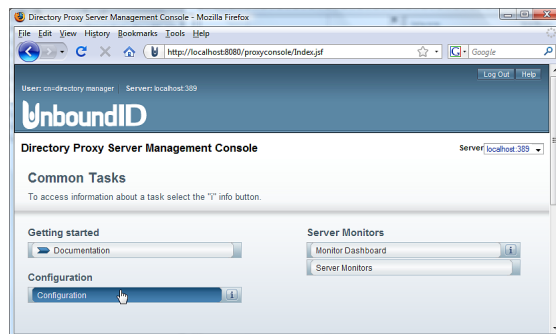 Directory Proxy Server Management Console - Mozilla Firefox
File Edit View History Bookmarks Tools Help
http://localhost:8080/proxyconsole/Index.jsf
Google
Log Out Help
User: cn=directory manager Server: localhost:389
UnboundID
Directory Proxy Server Management Console
Server localhost:389
Common Tasks
To access information about a task select the "i" info button.
Getting started
Server Monitors
Documentation
Monitor Dashboard
i
Configuration
Server Monitors
Configuration
i